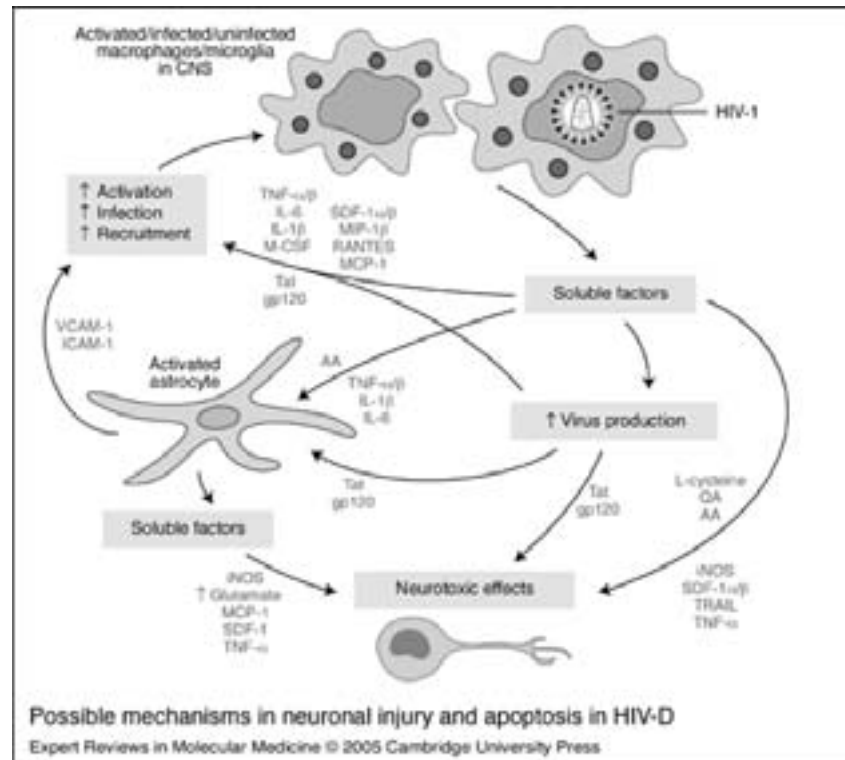 Activated/infected/uninfected
macrophages/microglia
in CNS
HIV-1
↑ Activation
↑ Infection
↑ Recruitment
TNF-α/β
IL-6
IL-1β
M-CSF
SDF-1α/β
MIP-1β
RANTES
MCP-1
Tat
gp120
Soluble factors
VCAM-1
ICAM-1
Activated
astrocyte
AA
TNF-α/β
IL-1β
IL-6
↑ Virus production
Tat
gp120
Tat
gp120
L-cysteine
QA
AA
Soluble factors
iNOS
↑ Glutamate
MCP-1
SDF-1
TNF-α
Neurotoxic effects
iNOS
SDF-1α/β
TRAIL
TNF-α
Possible mechanisms in neuronal injury and apoptosis in HIV-D
Expert Reviews in Molecular Medicine © 2005 Cambridge University Press